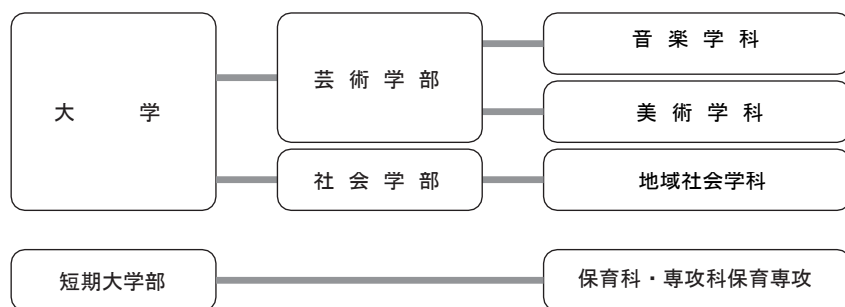 大　学
芸術学部
音楽学科
美術学科
社会学部
地域社会学科
短期大学部
保育科・専攻科保育専攻